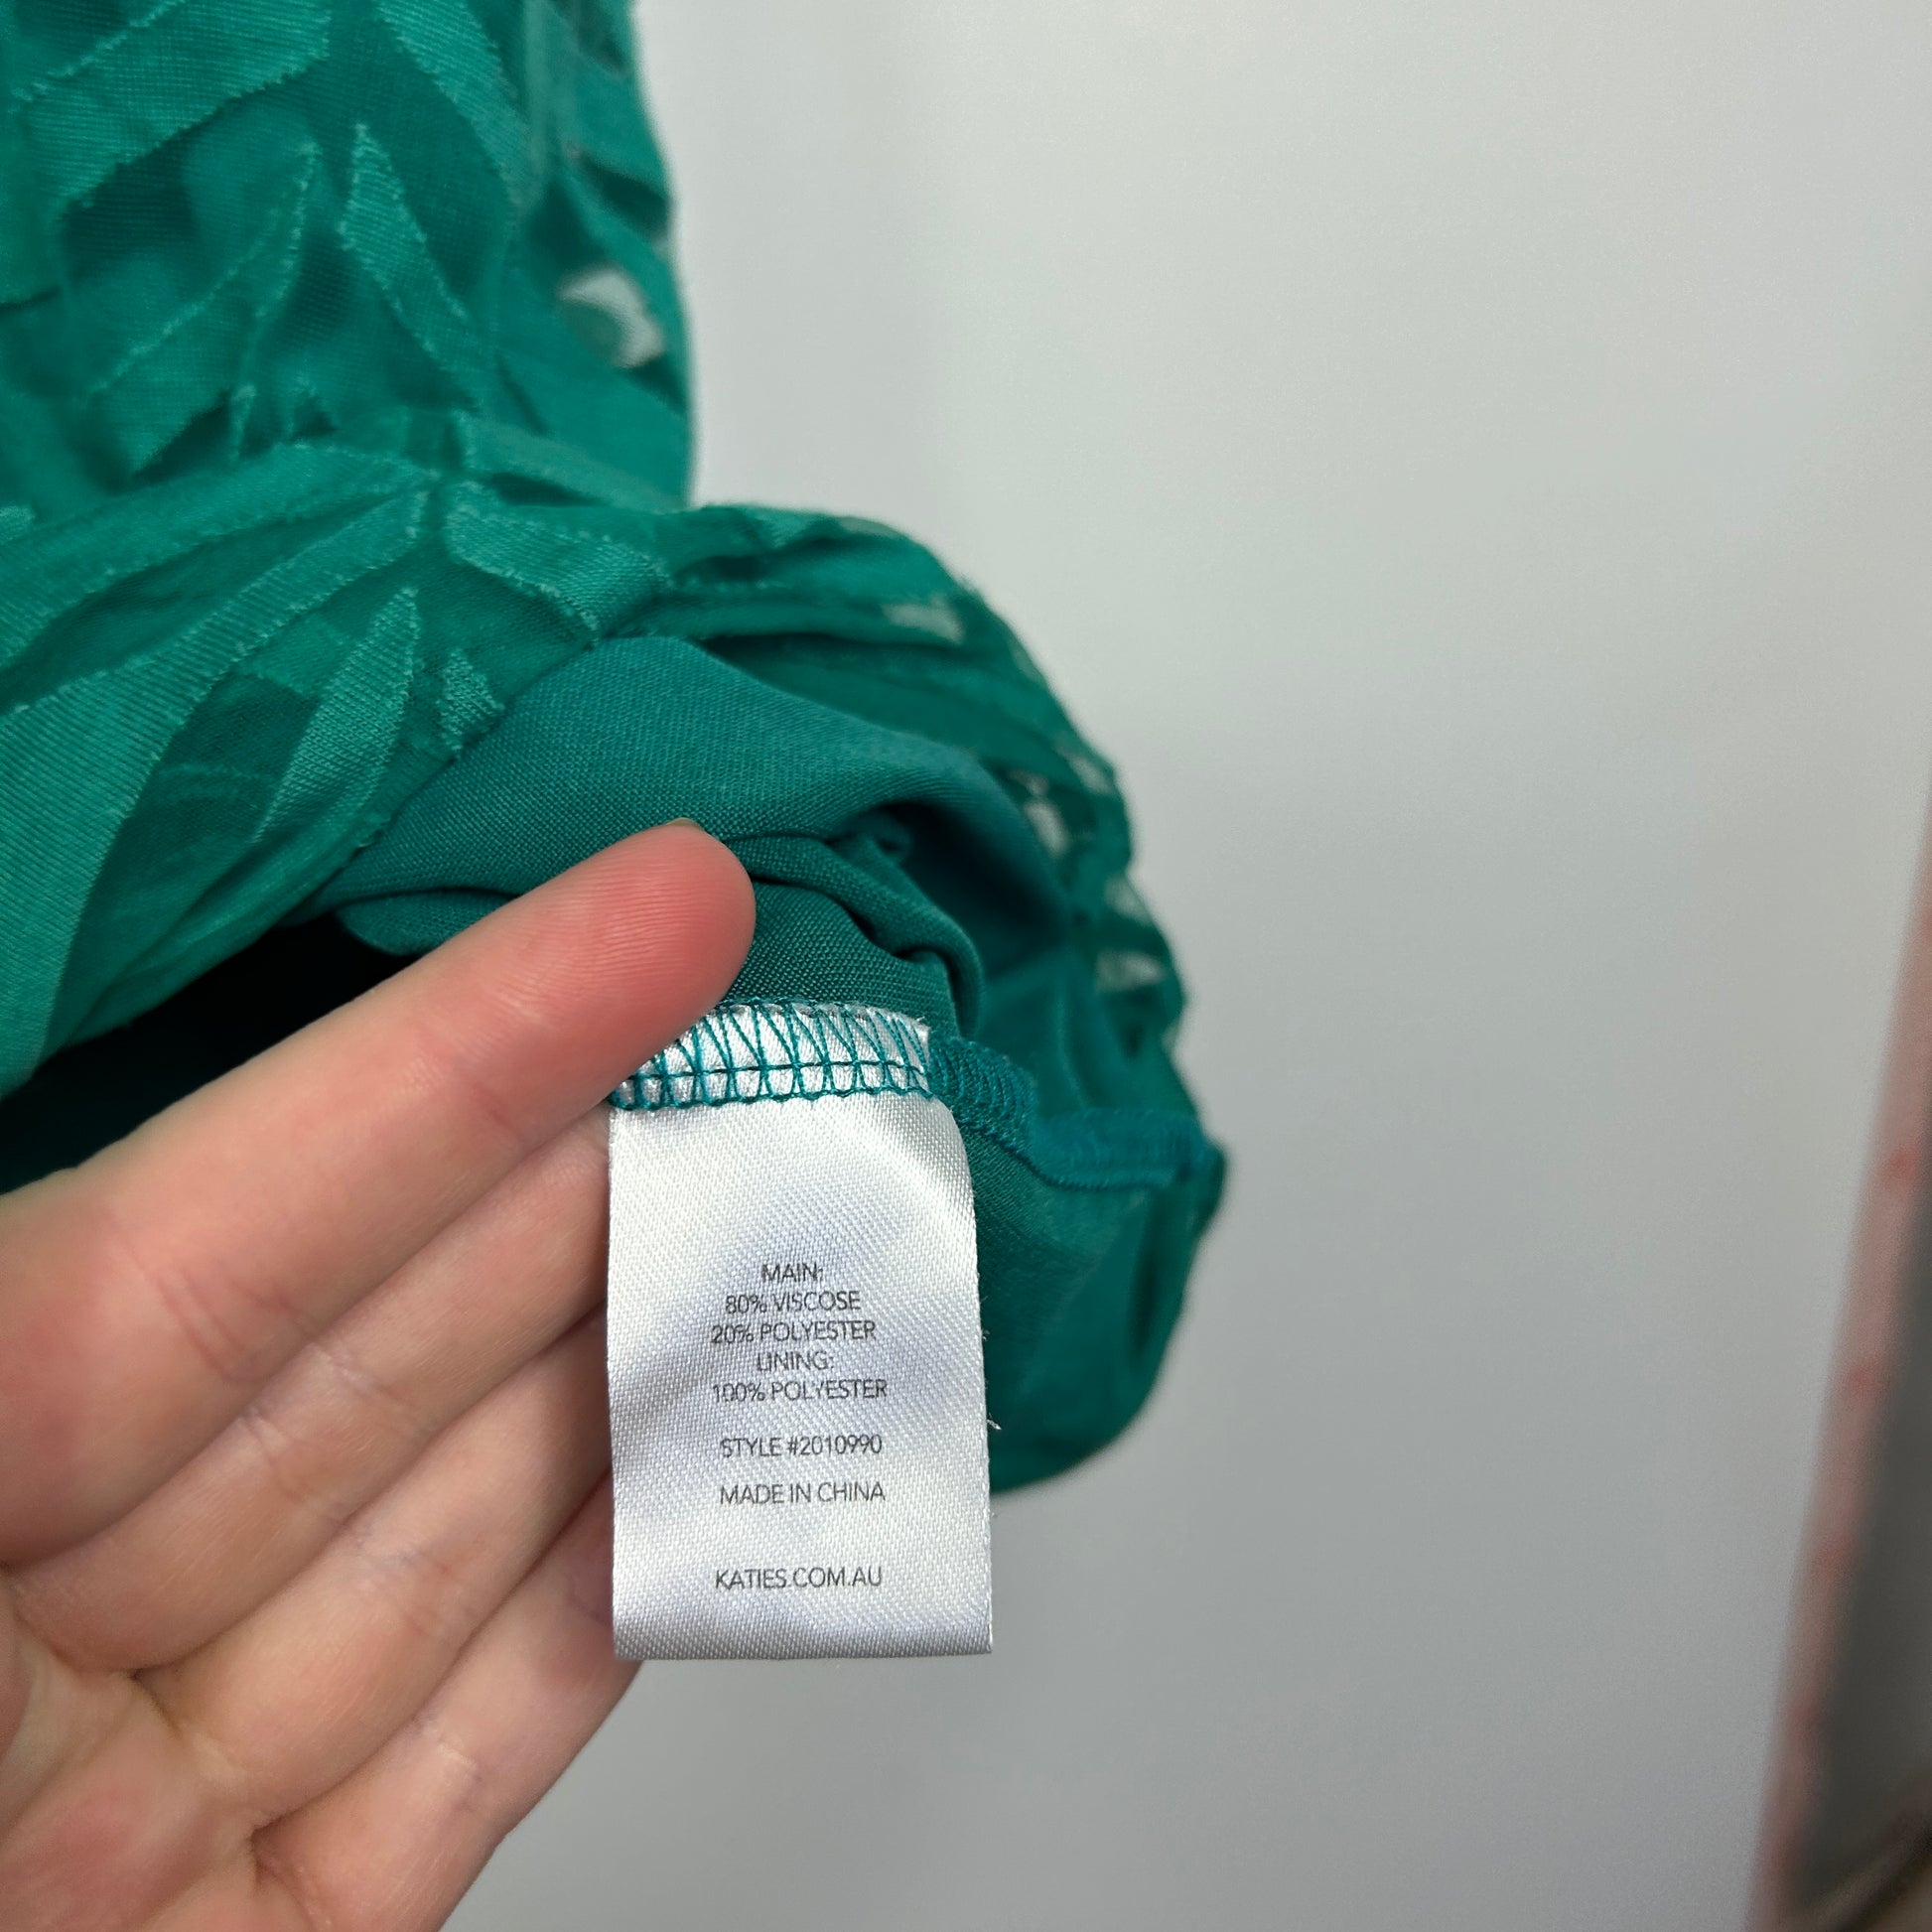 MAIN:
80% VISCOSE
20% POLYESTER
LINING:
100% POLYESTER
STYLE #2010990
MADE IN CHINA
KATIES.COM.AU